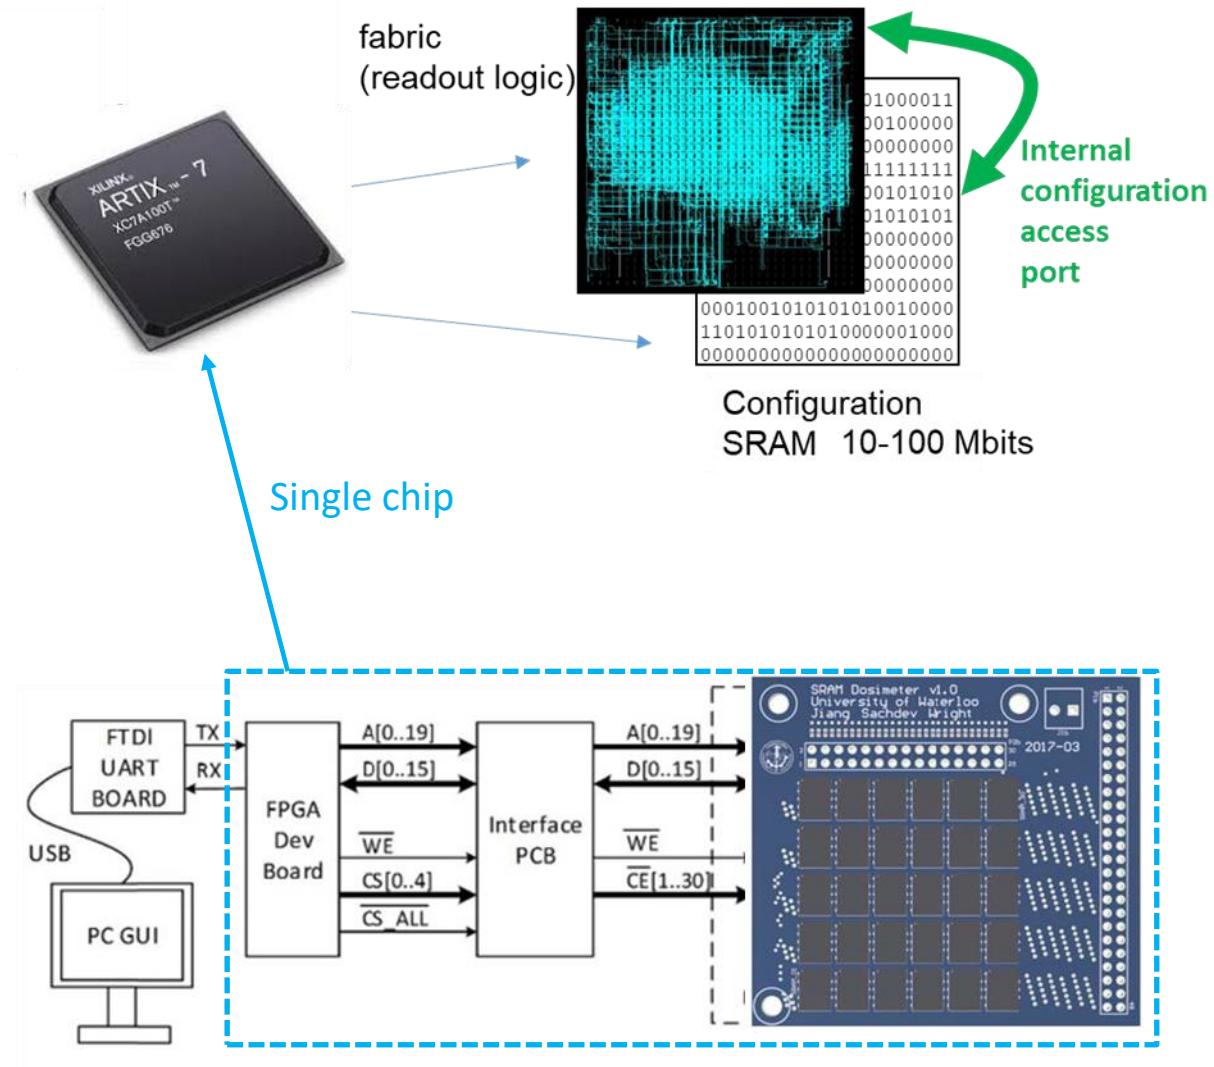 fabric
(readout logic)
XILINX®
ARTIX™-7
XC7A100T™
FGG676
01000011
00100000
00000000
11111111
00101010
01010101
00000000
00000000
00000000
0001001010101010010000
1101010101010000001000
0000000000000000000000
Internal
configuration
access
port
Configuration
SRAM 10-100 Mbits
Single chip
FTDI
UART
BOARD
TX
RX
USB
PC GUI
FPGA
Dev
Board
A[0..19]
D[0..15]
WE
CS[0..4]
CS_ALL
Interface
PCB
A[0..19]
D[0..15]
WE
CE[1..30]
SRAM Dosimeter v1.0
University of Waterloo
Jiang Sachdev Wright
2017-03